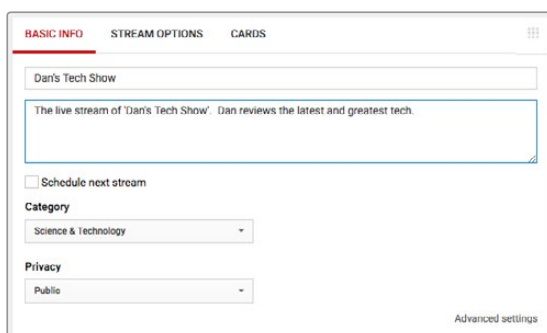 BASIC INFO STREAM OPTIONS CARDS
Dan's Tech Show
The live stream of 'Dan's Tech Show'. Dan reviews the latest and greatest tech.
Schedule next stream
Category
Science & Technology
Privacy
Public
Advanced settings